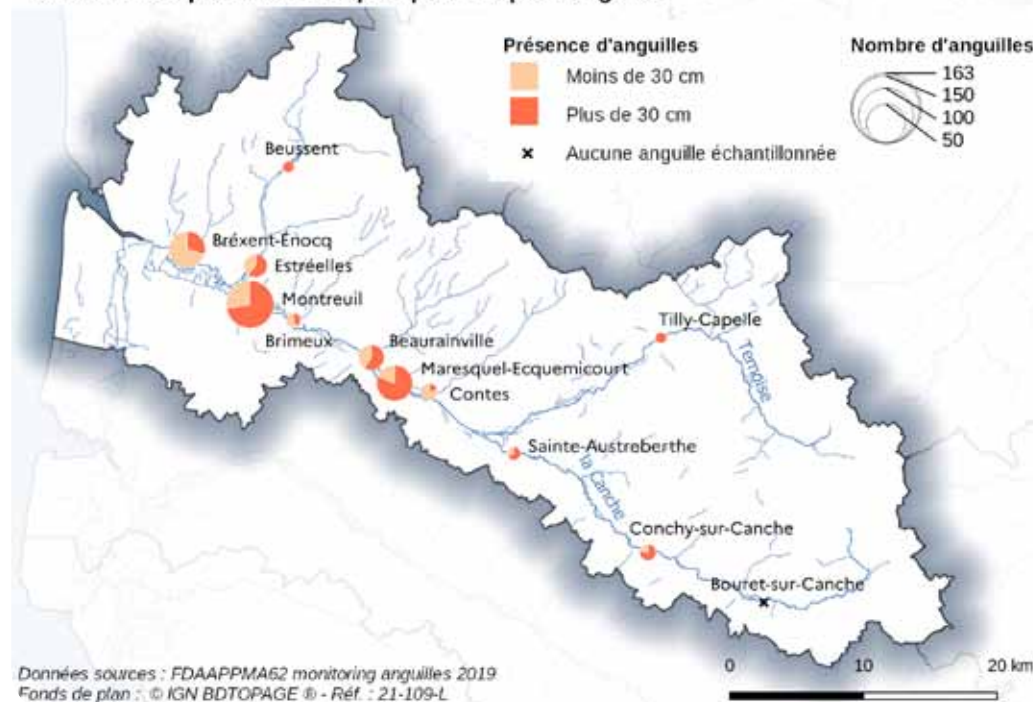 Présence d'anguilles
Moins de 30 cm
Plus de 30 cm
Aucune anguille échantillonnée
Nombre d'anguilles
163
150
100
50
Beussent
Bréxent-Énocq
Estréelles
Montreuil
Brimeux
Beaurainville
Maresquel-Ecquemicourt
Contes
Tilly-Capelle
Ternoise
Sainte-Austreberthe
la Canche
Conchy-sur-Canche
Bouret-sur-Canche
Données sources : FDAAPPMA62 monitoring anguilles 2019
Fonds de plan : © IGN BDTOPAGE ® - Réf. : 21-109-L
0 10 20 km